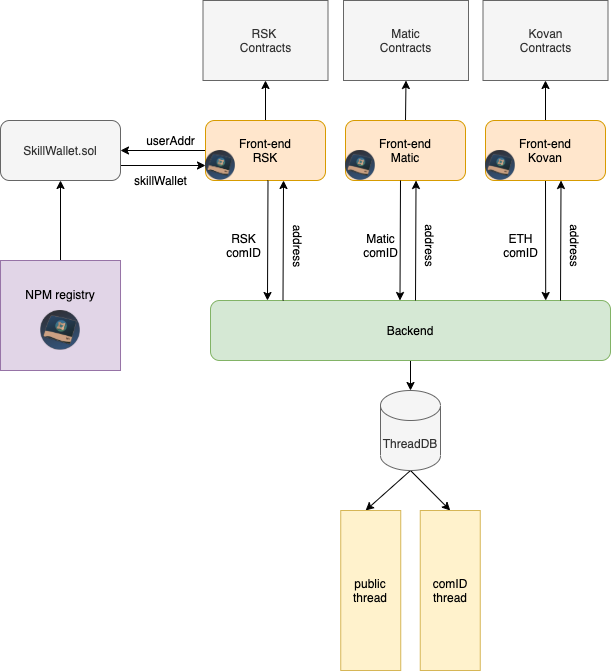 RSK
Contracts
Matic
Contracts
Kovan
Contracts
SkillWallet.sol
userAddr
skillWallet
Front-end
RSK
Front-end
Matic
Front-end
Kovan
RSK
comID
address
Matic
comID
address
ETH
comID
address
NPM registry
Backend
ThreadDB
public
thread
comID
thread